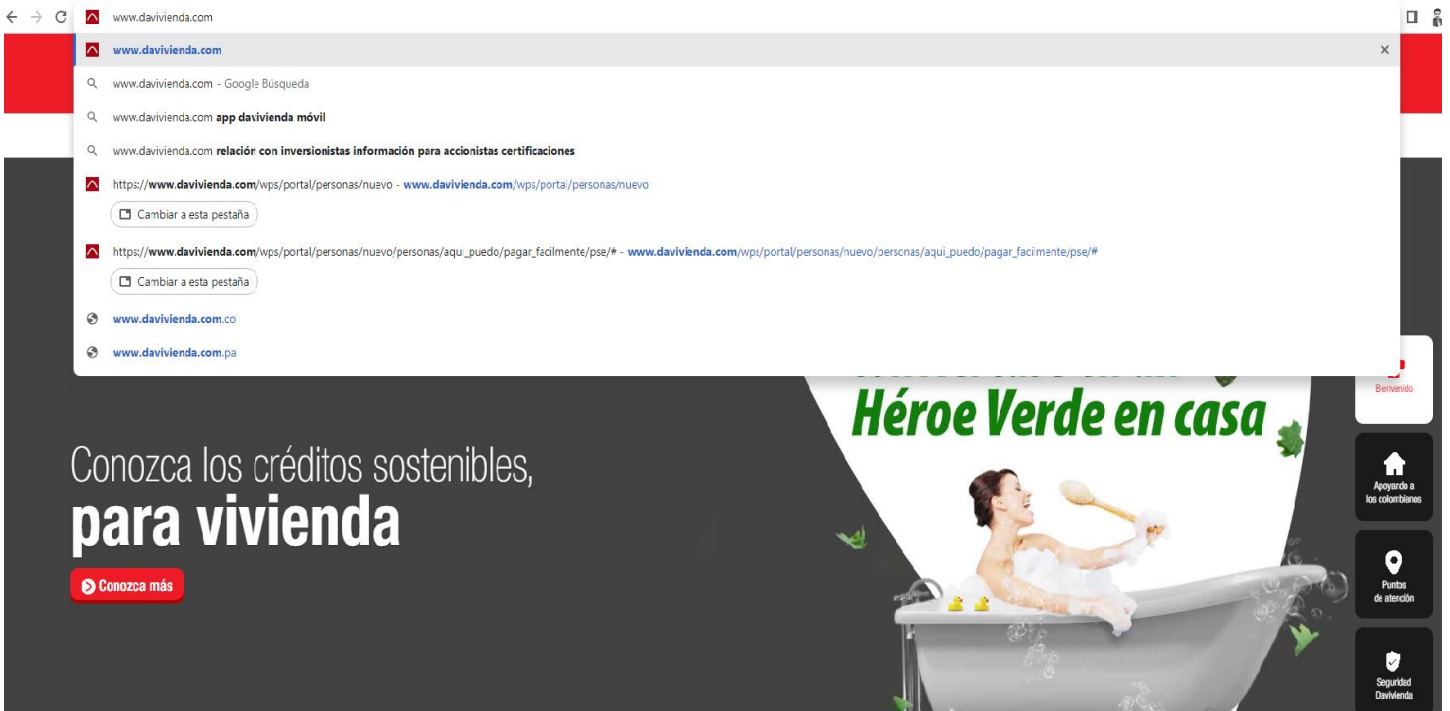 www.davivienda.com
www.davivienda.com
www.davivienda.com - Google Búsqueda
www.davivienda.com app davivienda móvil
www.davivienda.com relación con inversionistas información para accionistas certificaciones
https://www.davivienda.com/wps/portal/personas/nuevo - www.davivienda.com/wps/portal/personas/nuevo
Cambiar a esta pestaña
https://www.davivienda.com/wps/portal/personas/nuevo/personas/aqui_puedo/pagar_facilmente/pse/# - www.davivienda.com/wps/portal/personas/nuevo/personas/aqui_puedo/pagar_facilmente/pse/#
Cambiar a esta pestaña
www.davivienda.com.co
www.davivienda.com.pa
Benvenido
Héroe Verde en casa
Conozca los créditos sostenibles,
para vivienda
Conozca más
Apoyando a
los colombianos
Puntos
de atención
Seguridad
Davivienda